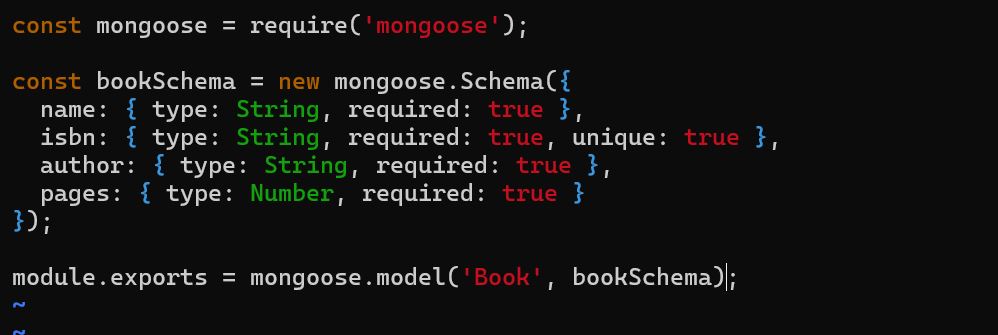 const mongoose = require('mongoose');

const bookSchema = new mongoose.Schema({
  name: { type: String, required: true },
  isbn: { type: String, required: true, unique: true },
  author: { type: String, required: true },
  pages: { type: Number, required: true }
});

module.exports = mongoose.model('Book', bookSchema);
~
~